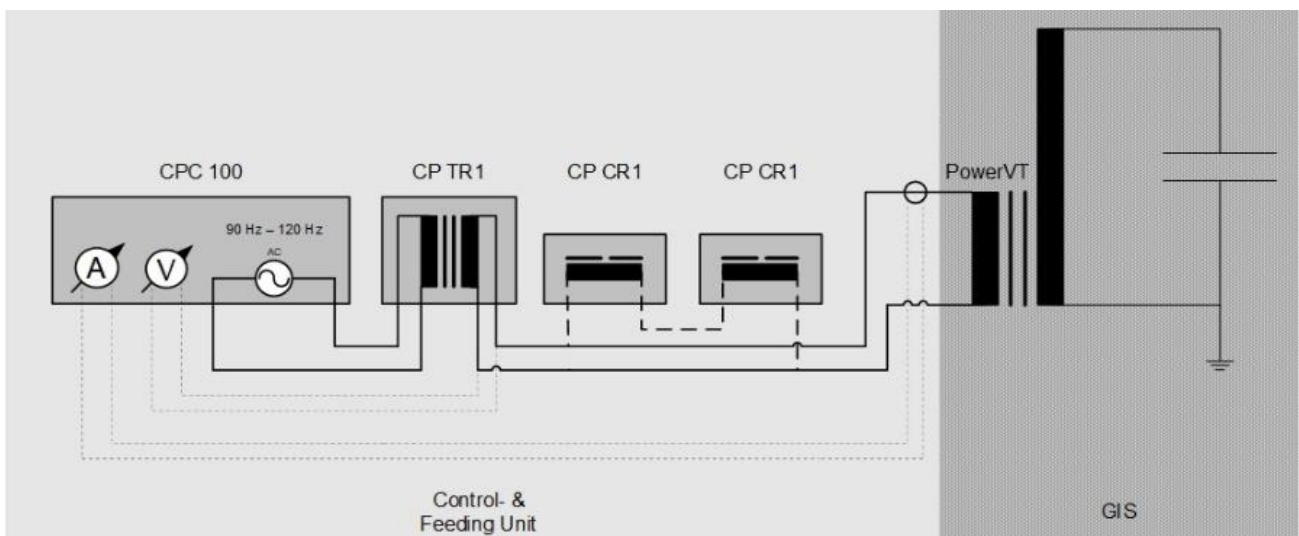 CPC 100
CP TR1
CP CR1
CP CR1
PowerVT
90 Hz – 120 Hz
AC
A
V
Control- &
Feeding Unit
GIS